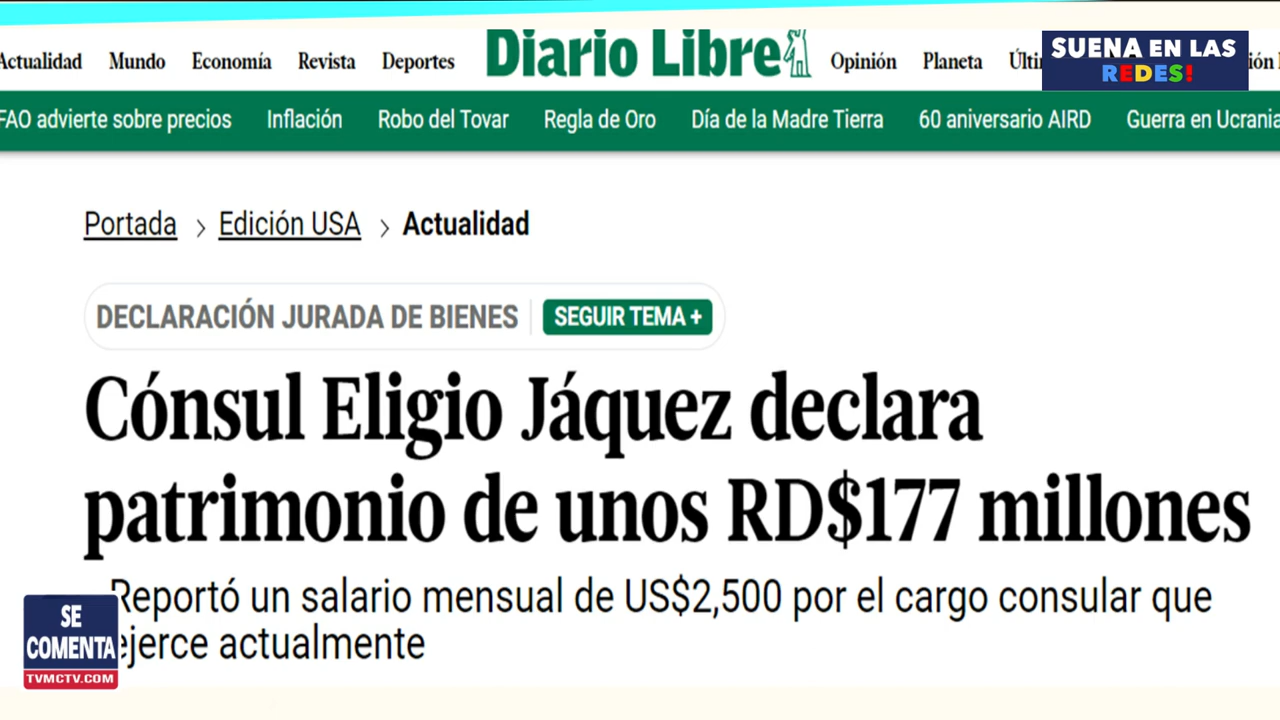 Actualidad Mundo Economía Revista Deportes Diario Libre Opinión Planeta
SUENA EN LAS
REDES!
FAO advierte sobre precios Inflación Robo del Tovar Regla de Oro Día de la Madre Tierra 60 aniversario AIRD Guerra en Ucrania
Portada > Edición USA > Actualidad
DECLARACIÓN JURADA DE BIENES SEGUIR TEMA +
Cónsul Eligio Jáquez declara
patrimonio de unos RD$177 millones
Reportó un salario mensual de US$2,500 por el cargo consular que
ejerce actualmente
SE
COMENTA
TVMCTV.COM